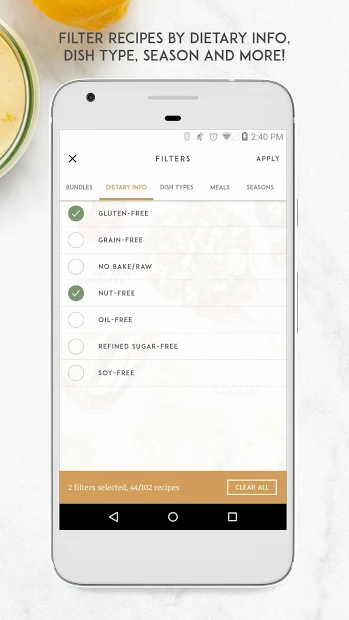 FILTER RECIPES BY DIETARY INFO,
DISH TYPE, SEASON AND MORE!
2:40 PM
FILTERS
APPLY
BUNDLES DIETARY INFO DISH TYPES MEALS SEASONS
GLUTEN-FREE
GRAIN-FREE
NO BAKE/RAW
NUT-FREE
OIL-FREE
REFINED SUGAR-FREE
SOY-FREE
2 filters selected, 44/102 recipes
CLEAR ALL